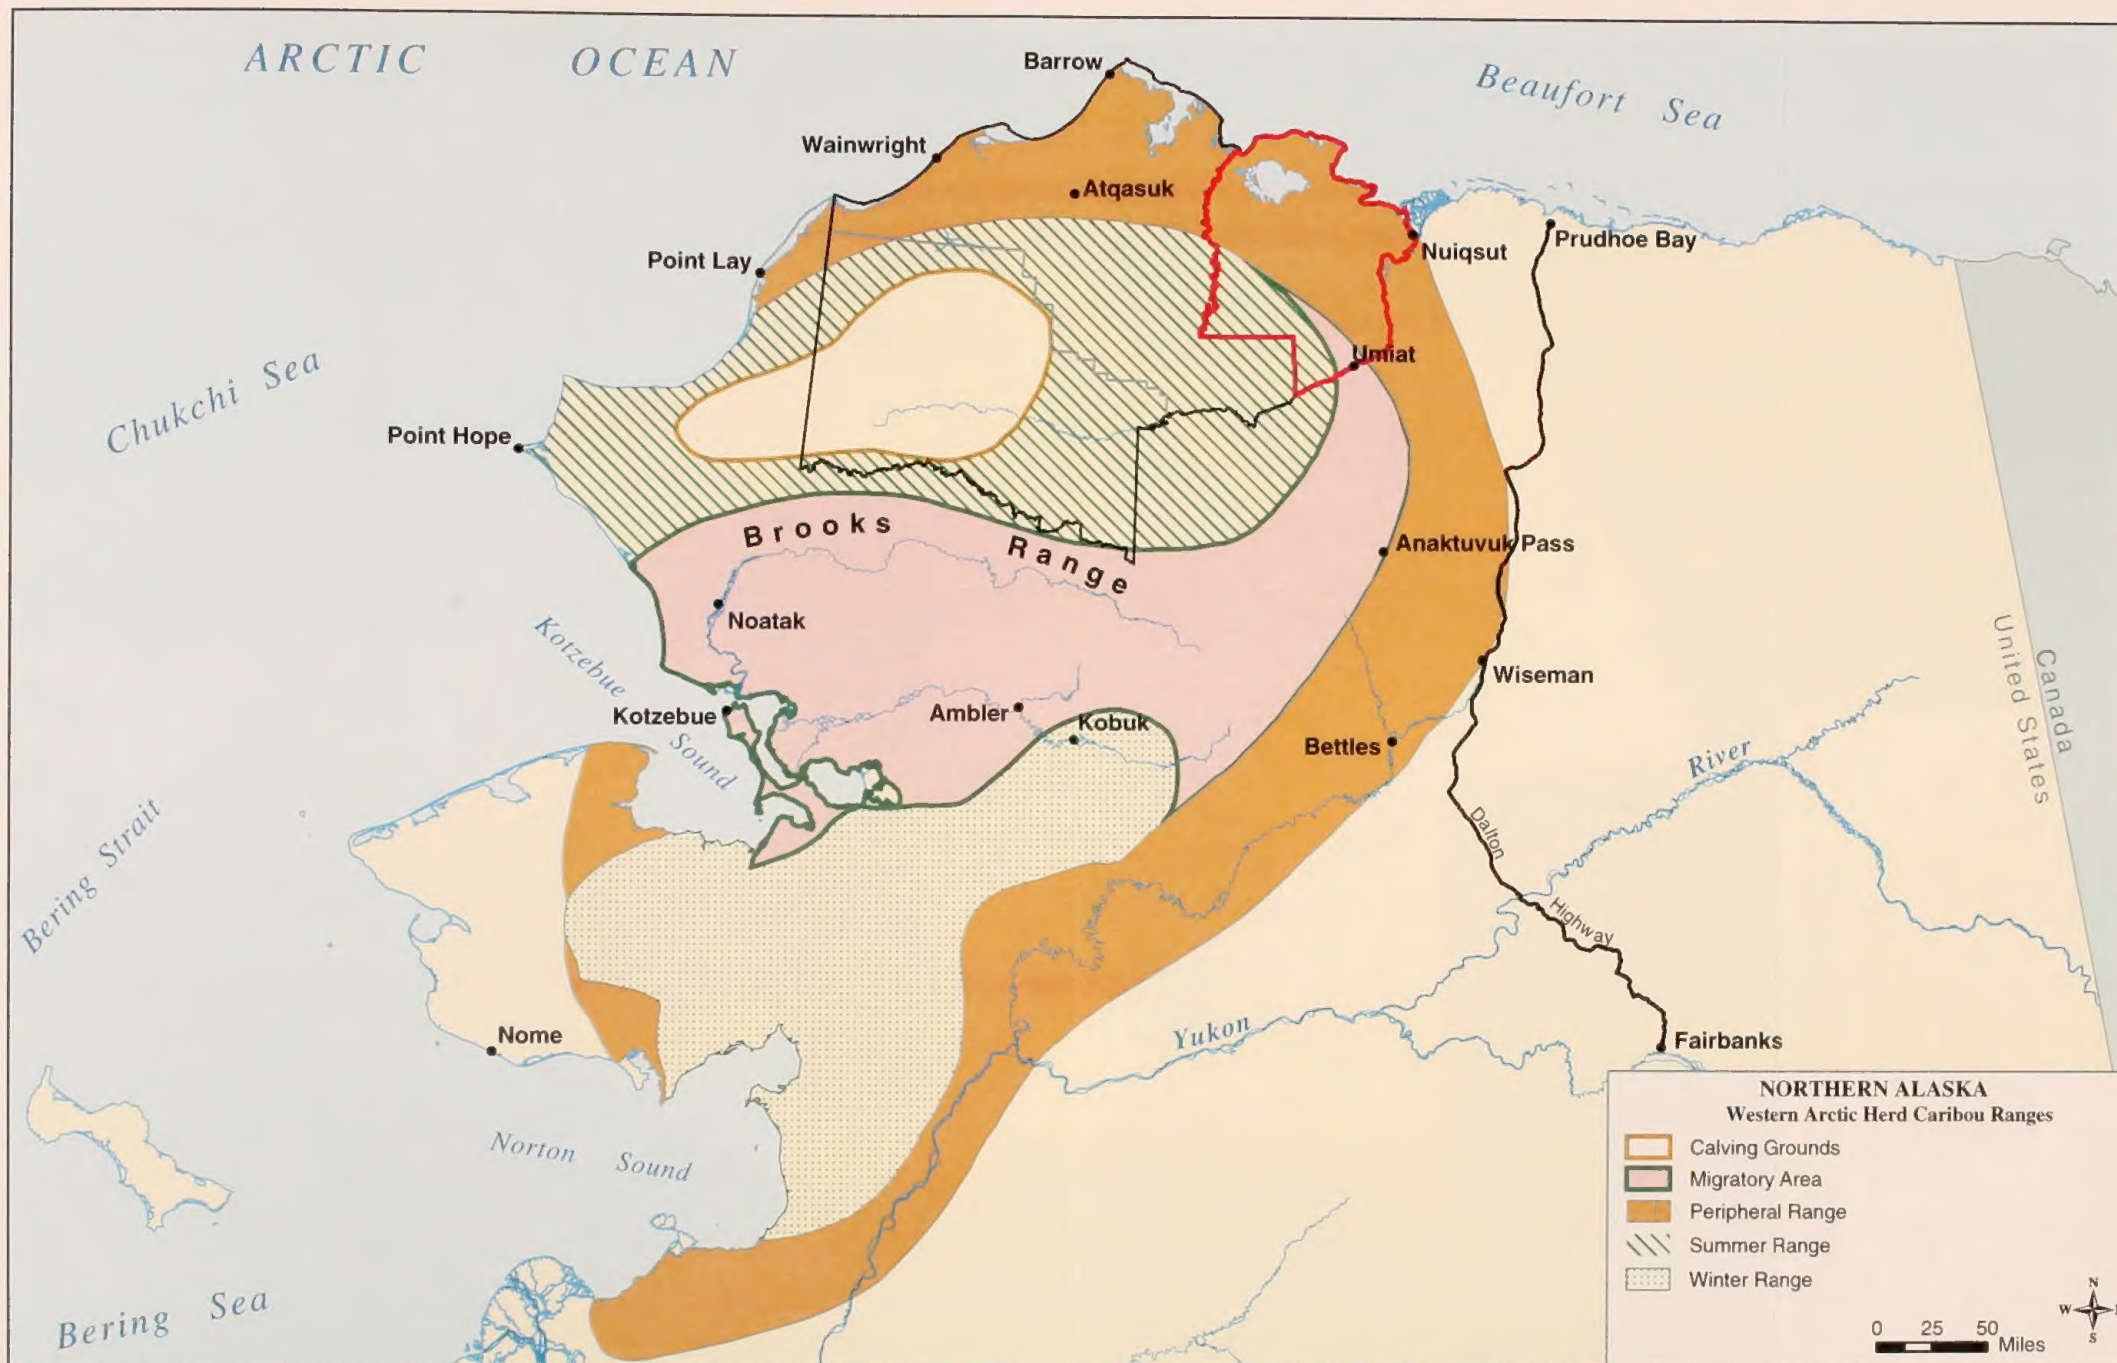 ARCTIC OCEAN
Beaufort Sea
Barrow
Wainwright
Atqasuk
Point Lay
Nuiqsut
Prudhoe Bay
Umiat
Chukchi Sea
Point Hope
Brooks Range
Anaktuvuk Pass
Noatak
Kotzebue Sound
Kotzebue
Ambler
Kobuk
Wiseman
Bettles
Canada
United States
River
Dalton
Highway
Bering Strait
Nome
Yukon
Fairbanks
Norton Sound
Bering Sea
NORTHERN ALASKA
Western Arctic Herd Caribou Ranges
Calving Grounds
Migratory Area
Peripheral Range
Summer Range
Winter Range
N
W
S
0 25 50
Miles